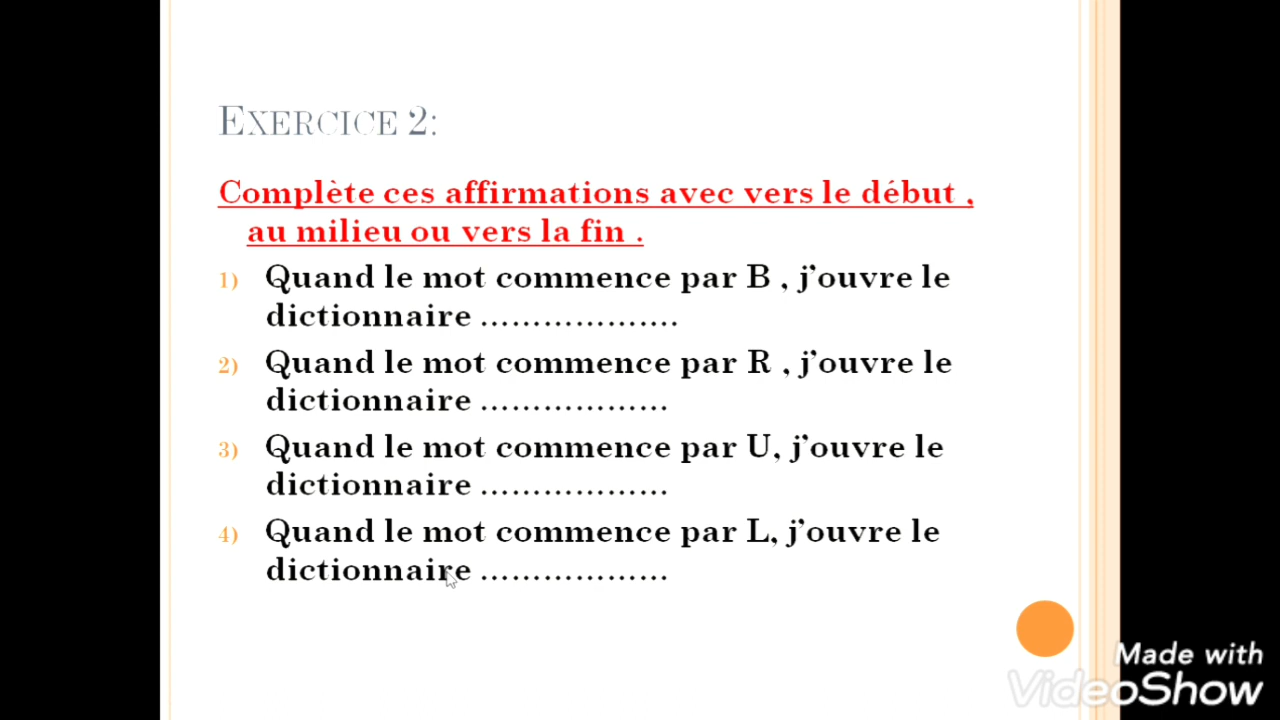 EXERCICE 2:
Complète ces affirmations avec vers le début ,
au milieu ou vers la fin .
1) Quand le mot commence par B , j’ouvre le
dictionnaire ...................
2) Quand le mot commence par R , j’ouvre le
dictionnaire ..................
3) Quand le mot commence par U, j’ouvre le
dictionnaire ..................
4) Quand le mot commence par L, j’ouvre le
dictionnaire ..................
Made with
VideoShow